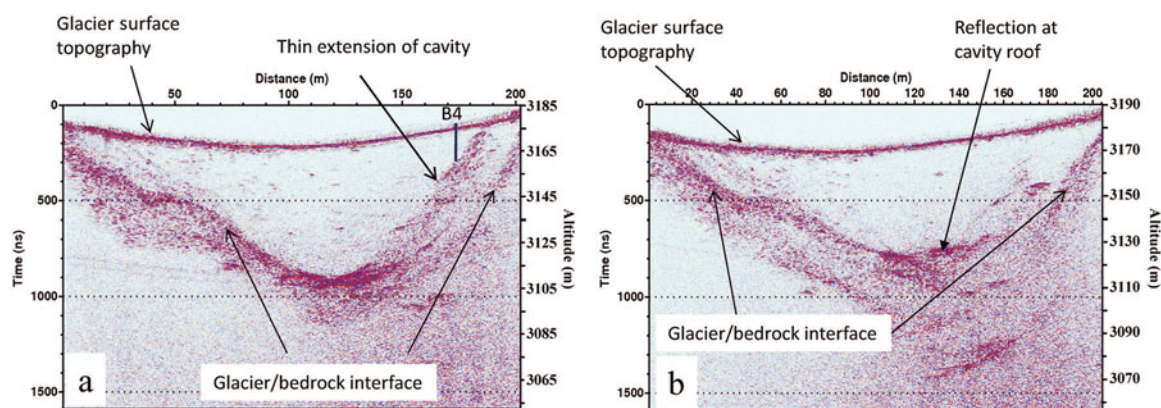 Glacier surface
topography
Thin extension of cavity
Distance (m)
50 100 150 200
B4
0
500
1000
1500
Time (ns)
3185
3165
3145
3125
3105
3095
3085
3065
Altitude (m)
Glacier/bedrock interface
a
Glacier surface
topography
Reflection at
cavity roof
Distance (m)
20 40 60 80 100 120 140 160 180 200
0
500
1000
1500
Time (ns)
3190
3170
3150
3130
3110
3090
3070
Altitude (m)
Glacier/bedrock interface
b